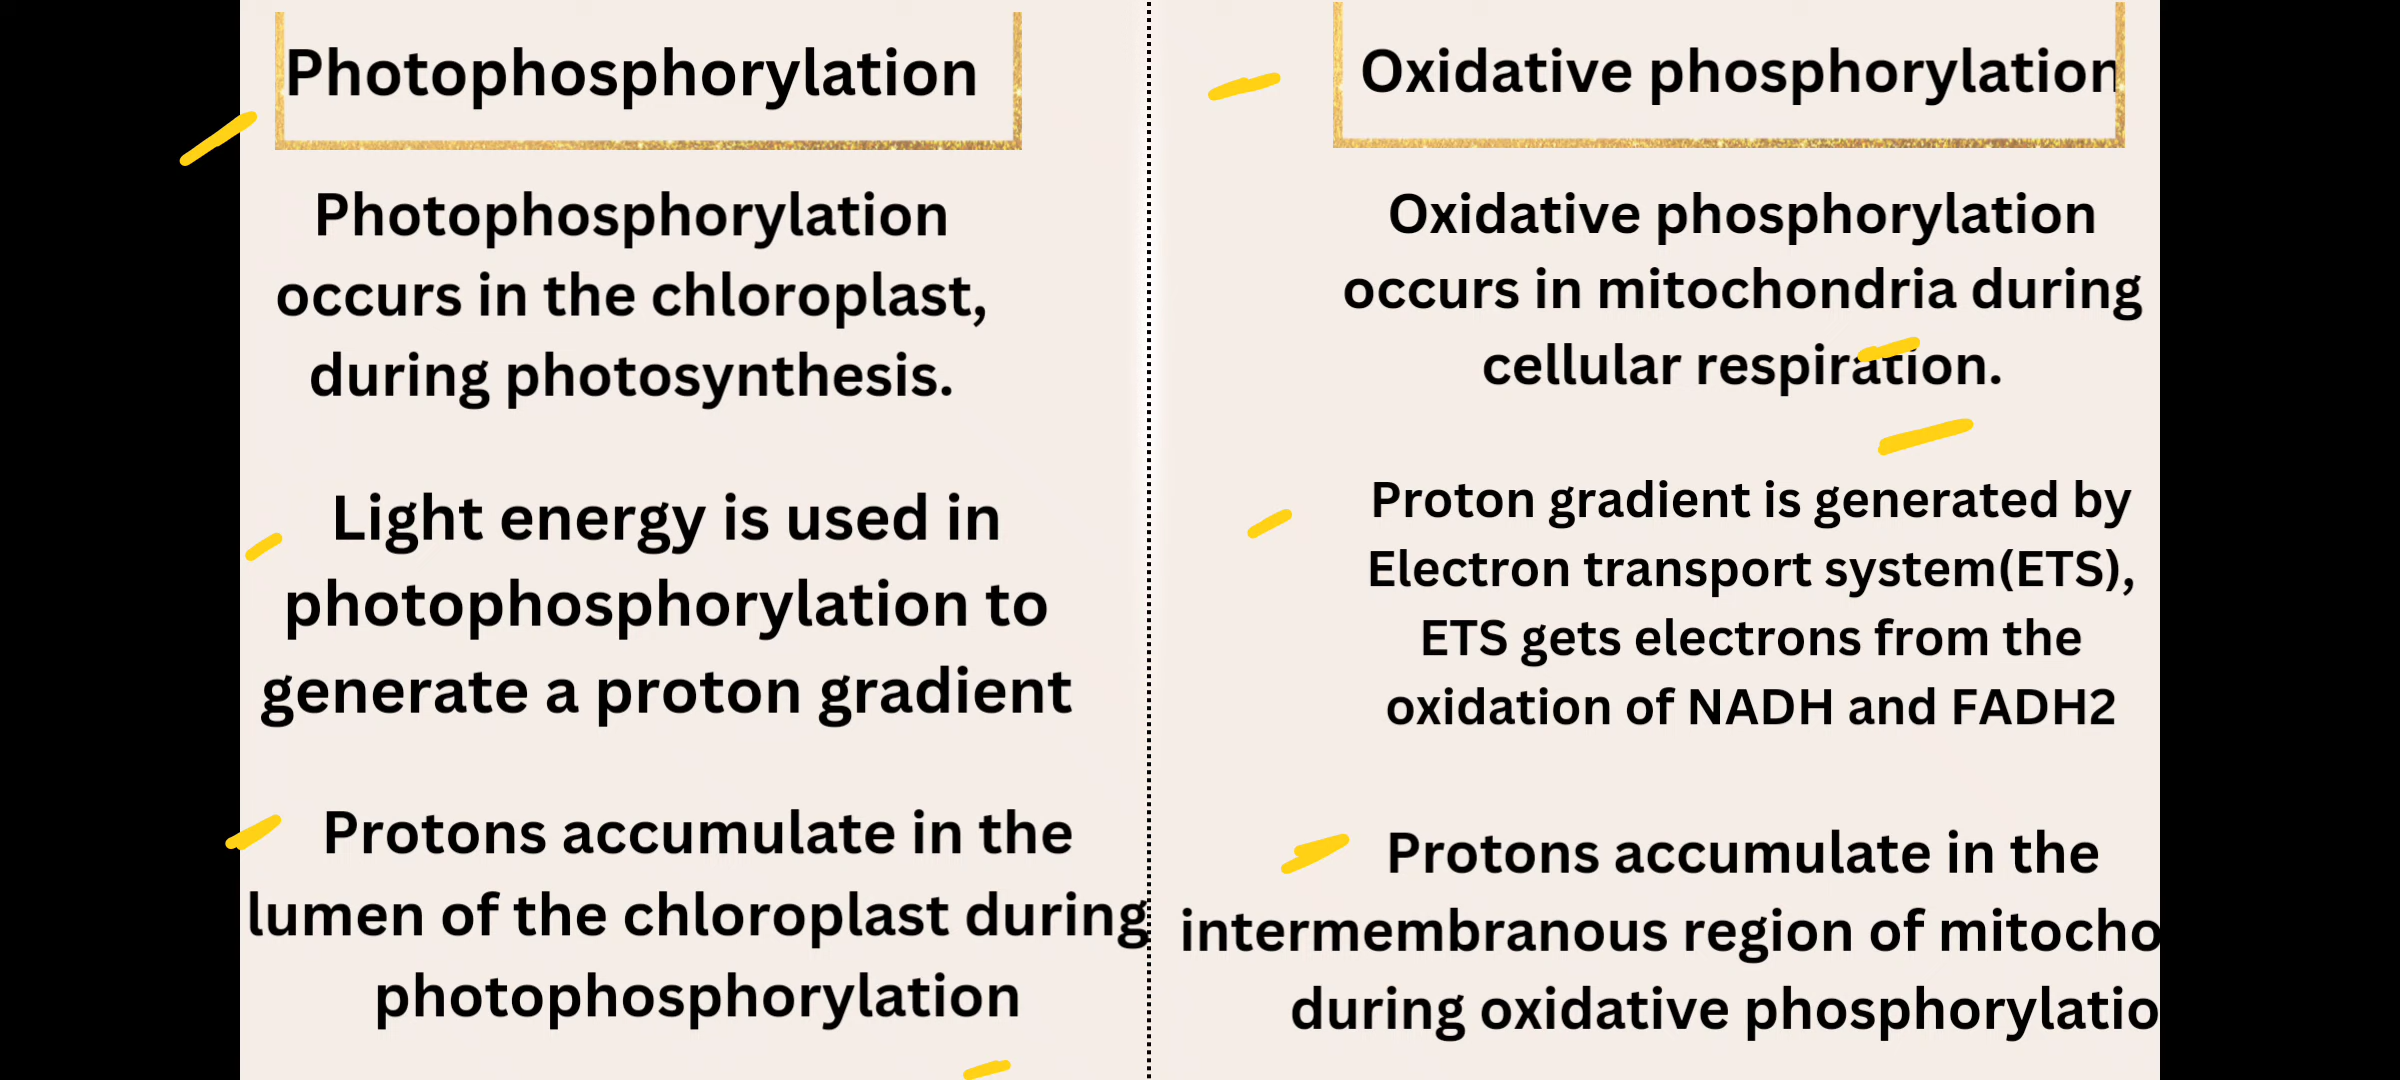 Photophosphorylation
Photophosphorylation
occurs in the chloroplast,
during photosynthesis.
Light energy is used in
photophosphorylation to
generate a proton gradient
Protons accumulate in the
lumen of the chloroplast during
photophosphorylation
Oxidative phosphorylation
Oxidative phosphorylation
occurs in mitochondria during
cellular respiration.
Proton gradient is generated by
Electron transport system(ETS),
ETS gets electrons from the
oxidation of NADH and FADH2
Protons accumulate in the
intermembranous region of mitocho
during oxidative phosphorylatio